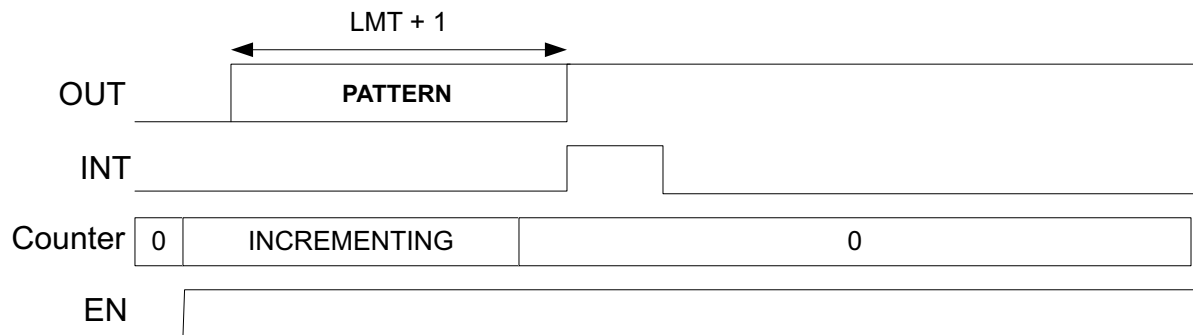 LMT + 1
OUT PATTERN
INT
Counter 0 INCREMENTING 0
EN